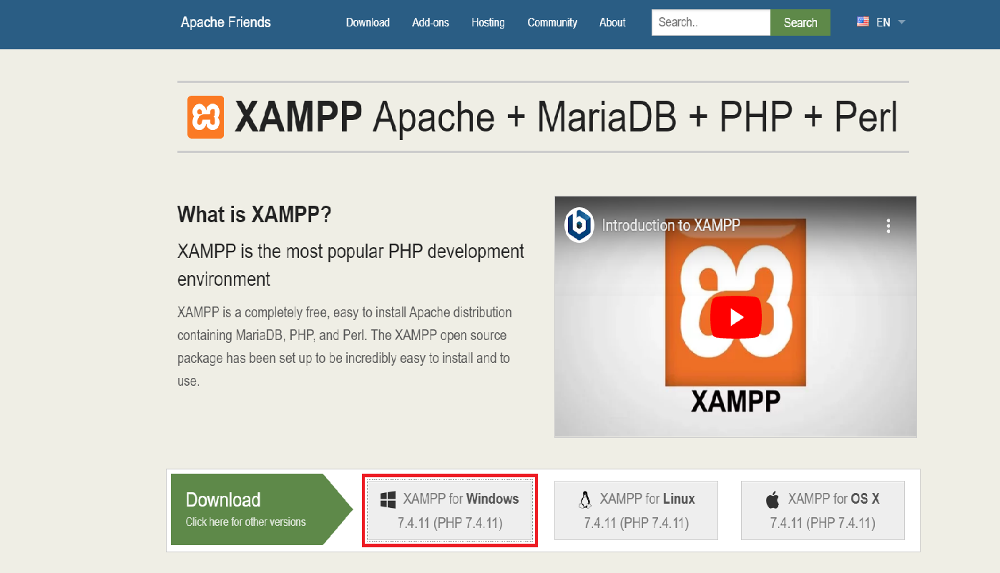 Apache Friends
Download
Add-ons
Hosting
Community
About
Search..
Search
EN
XAMPP Apache + MariaDB + PHP + Perl
What is XAMPP?
XAMPP is the most popular PHP development
environment
XAMPP is a completely free, easy to install Apache distribution
containing MariaDB, PHP, and Perl. The XAMPP open source
package has been set up to be incredibly easy to install and to
use.
Introduction to XAMPP
XAMPP
Download
Click here for other versions
XAMPP for Windows
7.4.11 (PHP 7.4.11)
XAMPP for Linux
7.4.11 (PHP 7.4.11)
XAMPP for OS X
7.4.11 (PHP 7.4.11)